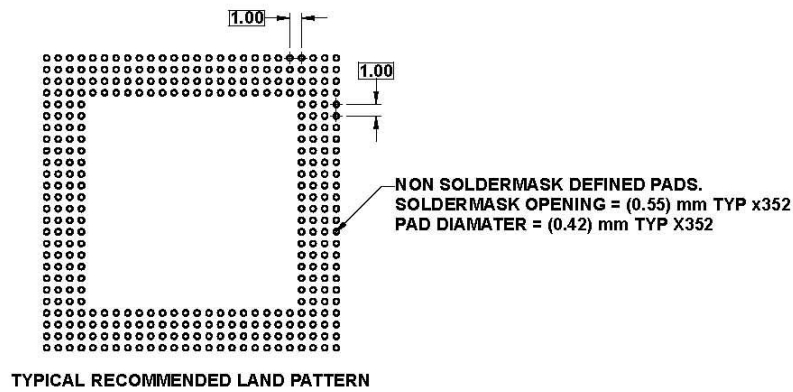 1.00
1.00
NON SOLDERMASK DEFINED PADS.
SOLDERMASK OPENING = (0.55) mm TYP x352
PAD DIAMATER = (0.42) mm TYP X352
TYPICAL RECOMMENDED LAND PATTERN